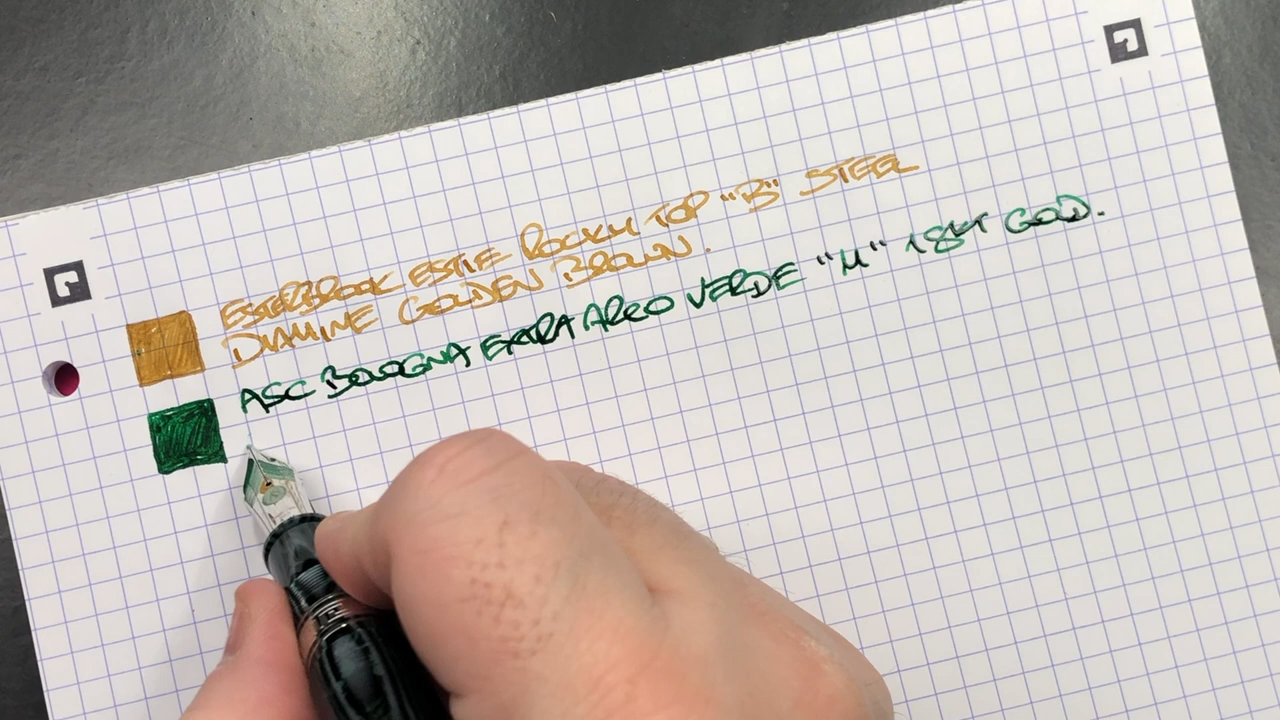 ESTERBROOK ESTIE ROCKY TOP "B" STEEL
DIAMINE GOLDEN BROWN.
ASC BOLOGNA EXTRA ARCO VERDE "M" 18KT GOLD.